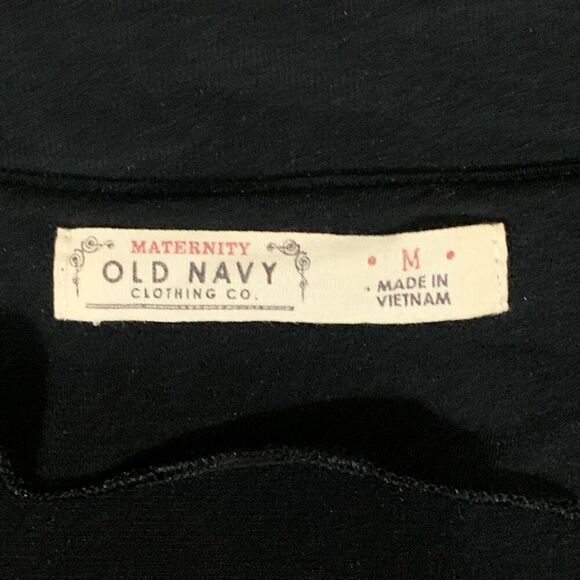 MATERNITY
OLD NAVY
CLOTHING CO.
• M •
MADE IN
VIETNAM